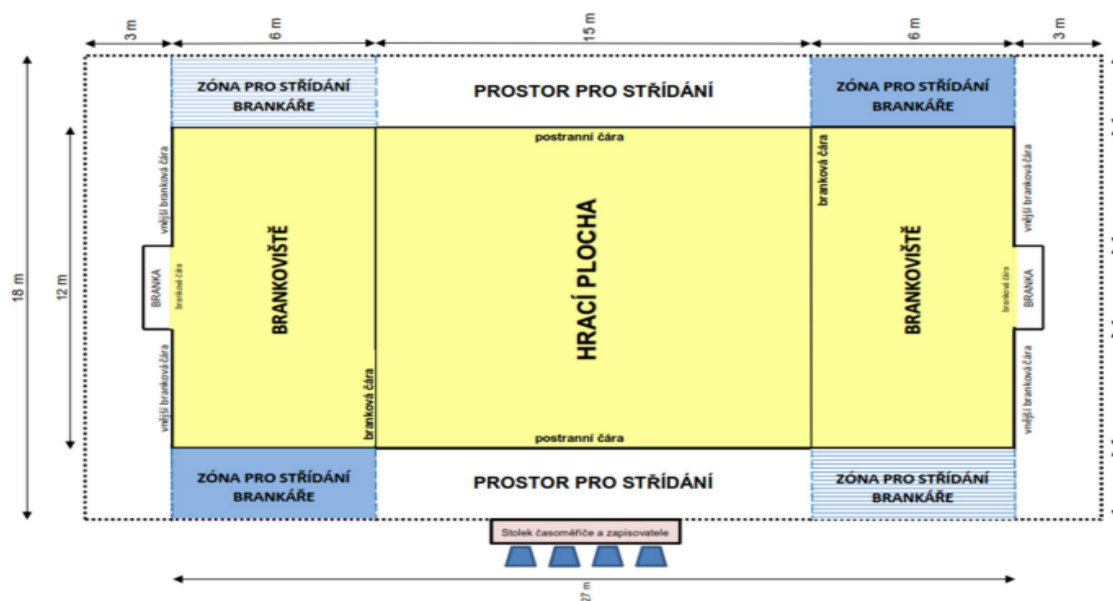 3 m
6 m
15 m
6 m
3 m
ZÓNA PRO STŘÍDÁNÍ
BRANKÁŘE
PROSTOR PRO STŘÍDÁNÍ
ZÓNA PRO STŘÍDÁNÍ
BRANKÁŘE
postranní čára
18 m
12 m
vnější branková čára
BRANKA
branková čára
vnější branková čára
BRANKOVIŠTĚ
branková čára
HRACÍ PLOCHA
branková čára
BRANKOVIŠTĚ
vnější branková čára
branková čára
BRANKA
vnější branková čára
postranní čára
ZÓNA PRO STŘÍDÁNÍ
BRANKÁŘE
PROSTOR PRO STŘÍDÁNÍ
ZÓNA PRO STŘÍDÁNÍ
BRANKÁŘE
Stolek časoměřiče a zapisovatele
27 m